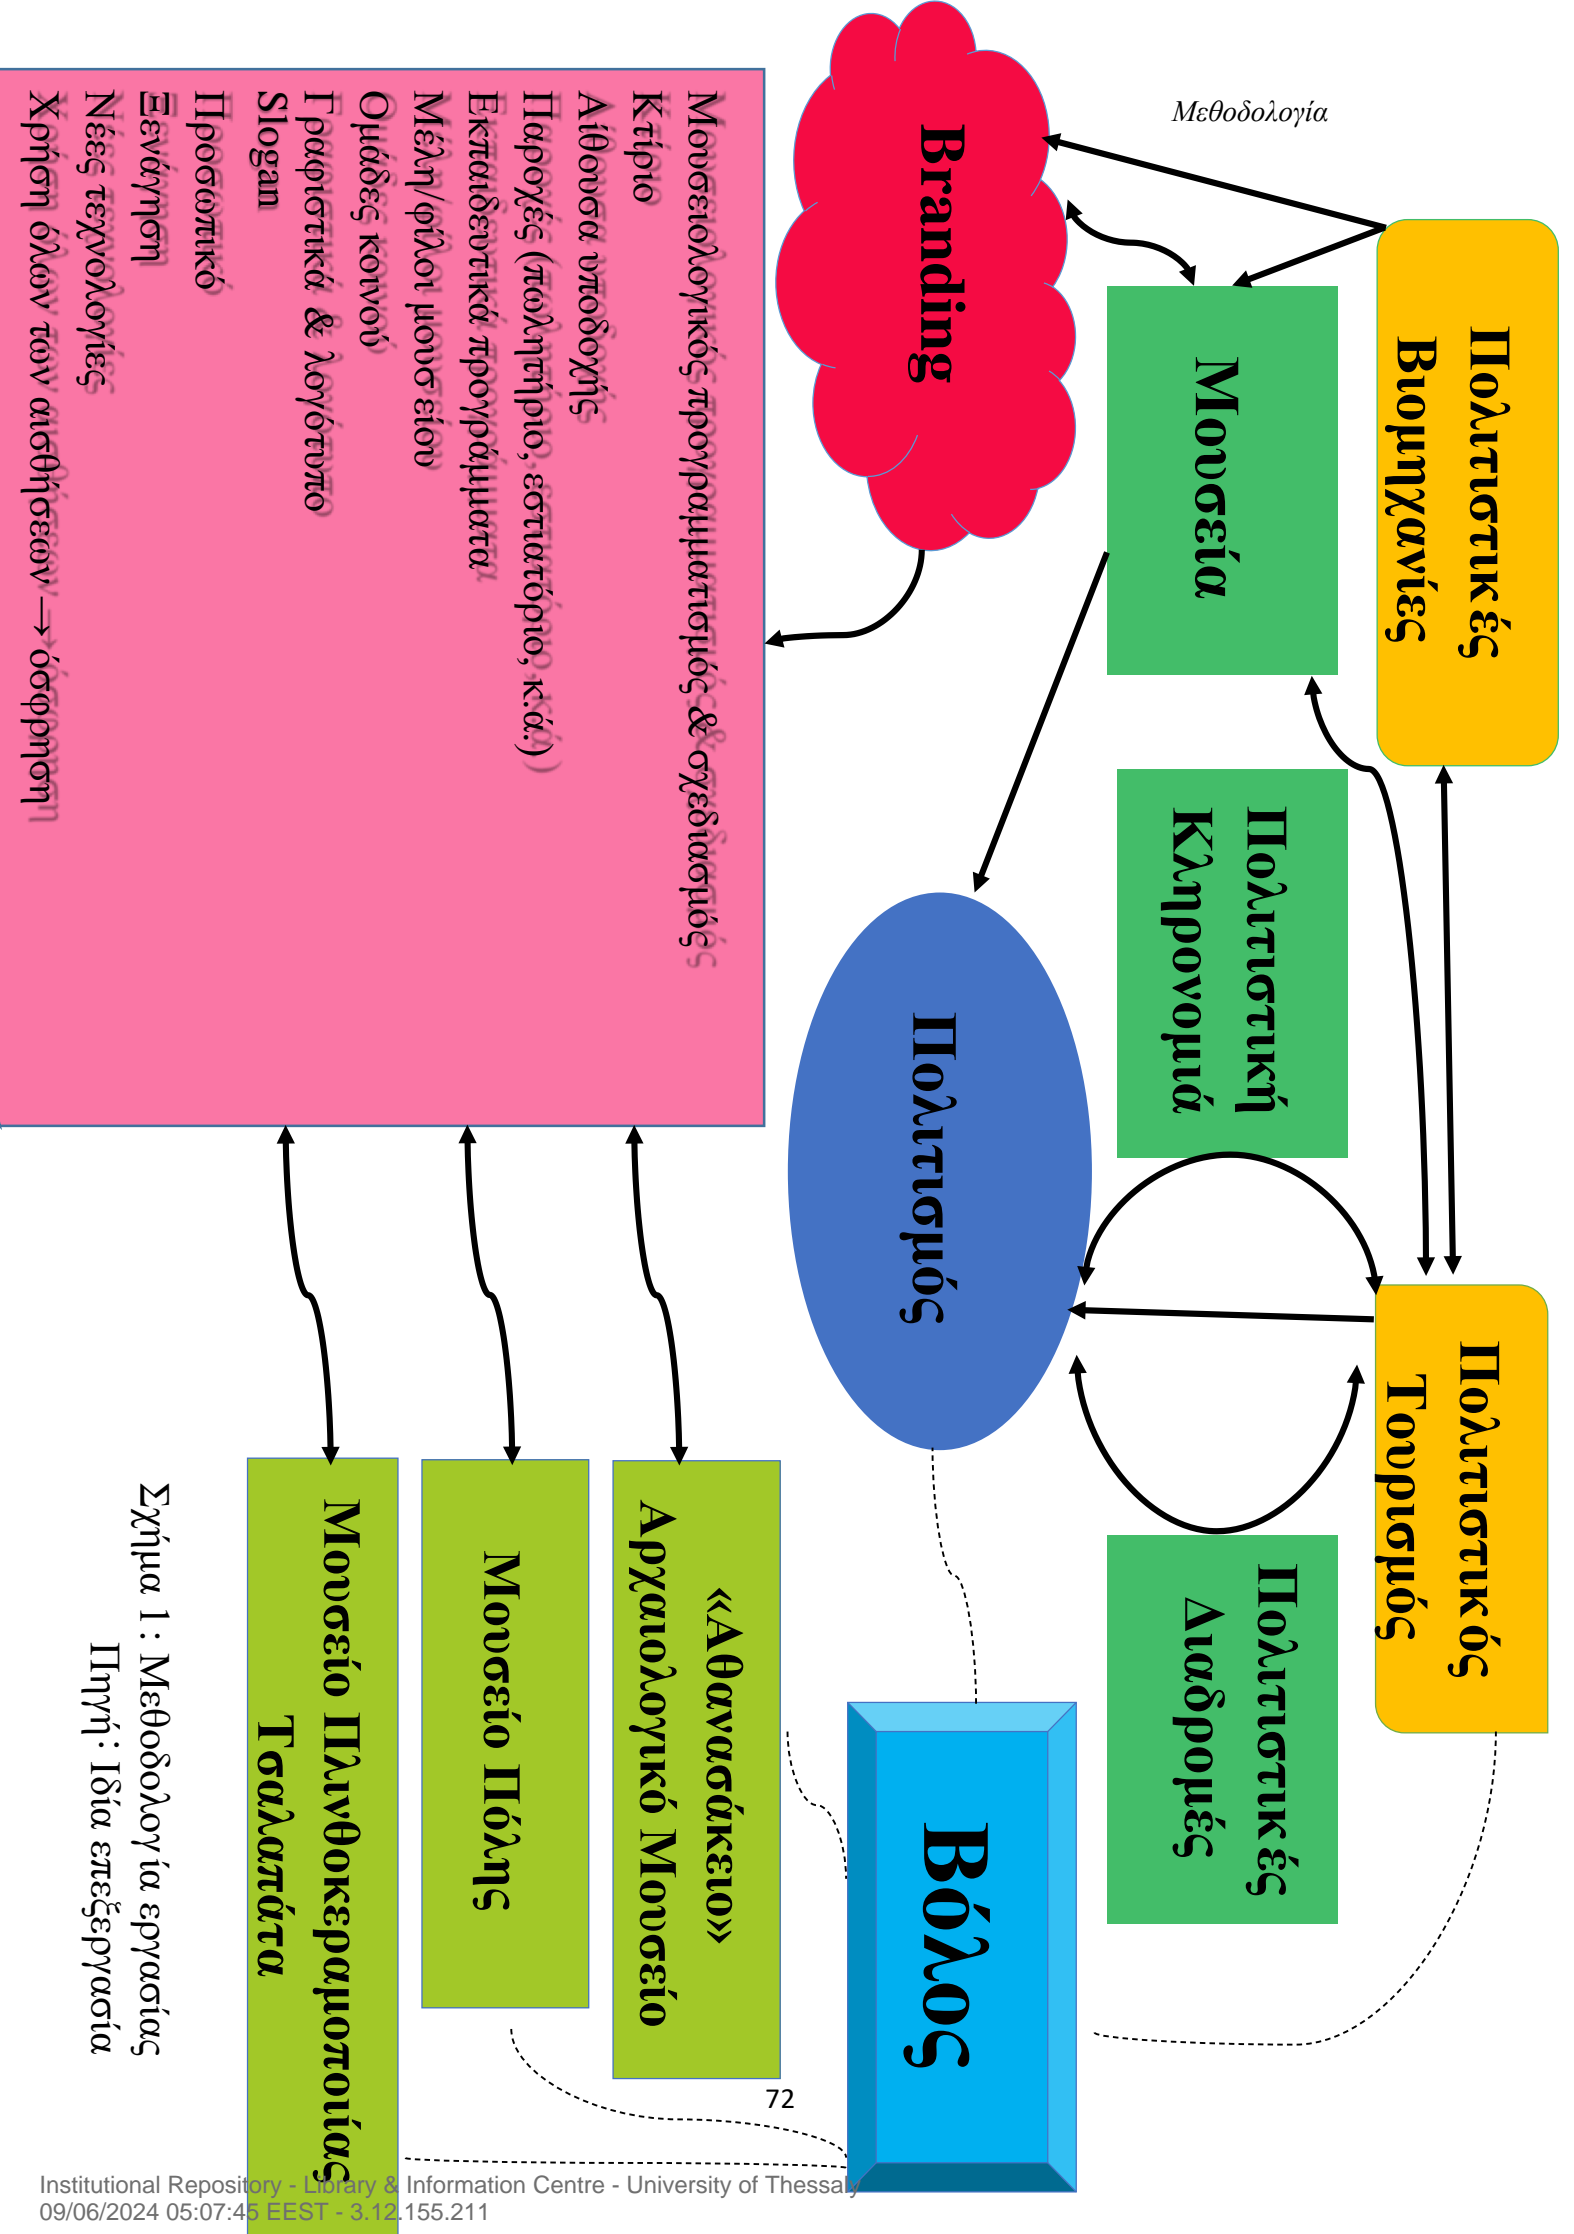 Μεθοδολογία
Πολιτιστικές
Βιομηχανίες
Πολιτιστικός
Τουρισμός
Μουσεία
Πολιτιστική
Κληρονομιά
Πολιτιστικές
Διαδρομές
Branding
Πολιτισμός
Βόλος
Μουσειολογικός προγραμματισμός & σχεδιασμός
Κτίριο
Αίθουσα υποδοχής
Παροχές (πωλητήριο, εστιατόριο, κ.ά.)
Εκπαιδευτικά προγράμματα
Μέλη/φίλοι μουσείου
Ομάδες κοινού
Γραφιστικά & λογότυπο
Slogan
Προσωπικό
Ξενάγηση
Νέες τεχνολογίες
Χρήση όλων των αισθήσεων → όσφρηση
«Αθανασάκειο»
Αρχαιολογικό Μουσείο
Μουσείο Πόλης
Μουσείο Πλινθοκεραμοποιίας
Τσαλαπάτα
Σχήμα 1: Μεθοδολογία εργασίας
Πηγή: Ιδία επεξεργασία
72
Institutional Repository - Library & Information Centre - University of Thessaly
09/06/2024 05:07:45 EEST - 3.12.155.211